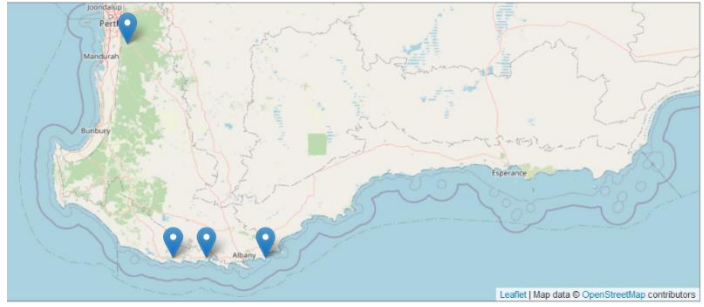 Joondalup
Perth
Mandurah
Bunbury
Esperance
Albany
Leaflet | Map data © OpenStreetMap contributors